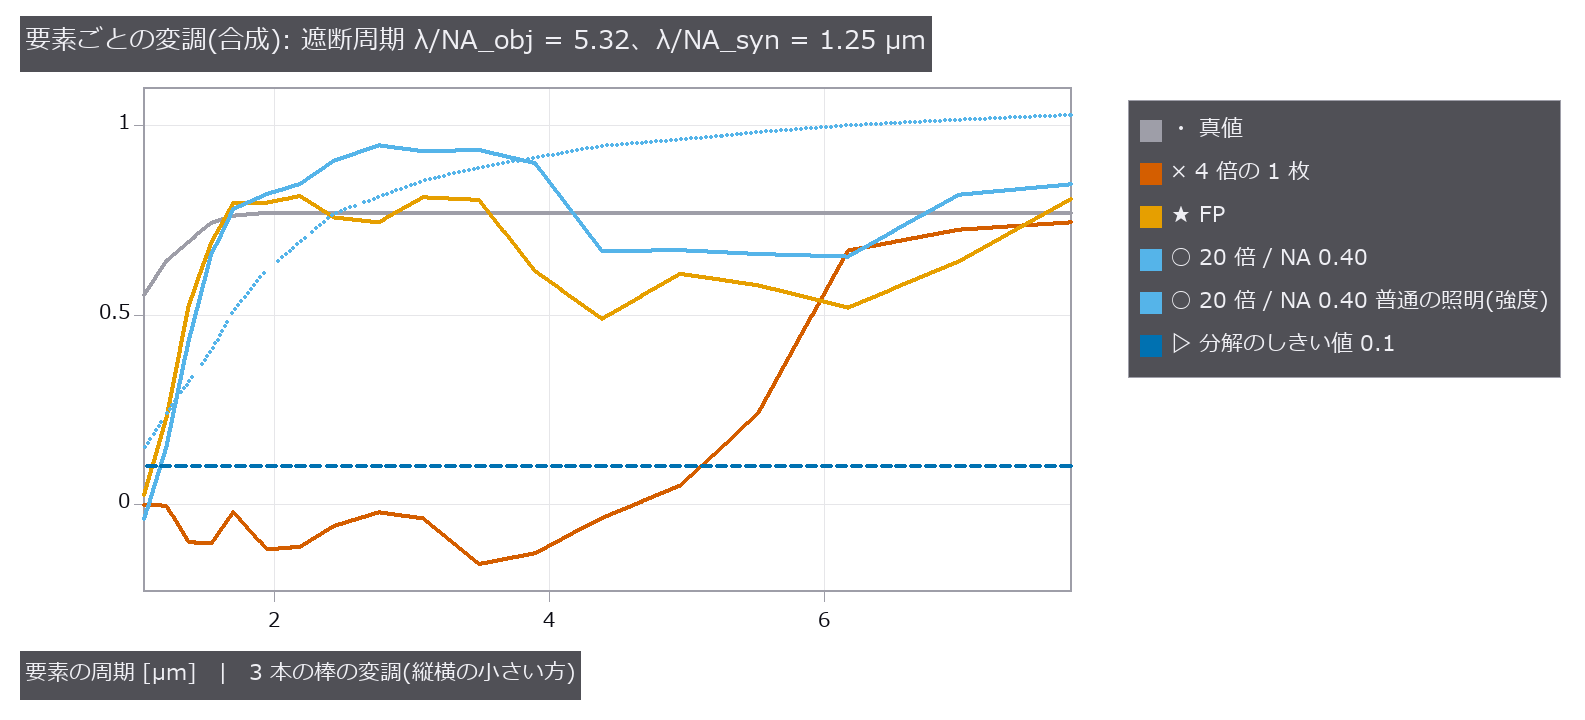 要素ごとの変調(合成): 遮断周期 λ/NA_obj = 5.32、λ/NA_syn = 1.25 µm
1
0.5
0
2
4
6
・ 真値
× 4 倍の 1 枚
★ FP
○ 20 倍 / NA 0.40
○ 20 倍 / NA 0.40 普通の照明(強度)
▷ 分解のしきい値 0.1
要素の周期 [µm] | 3 本の棒の変調(縦横の小さい方)